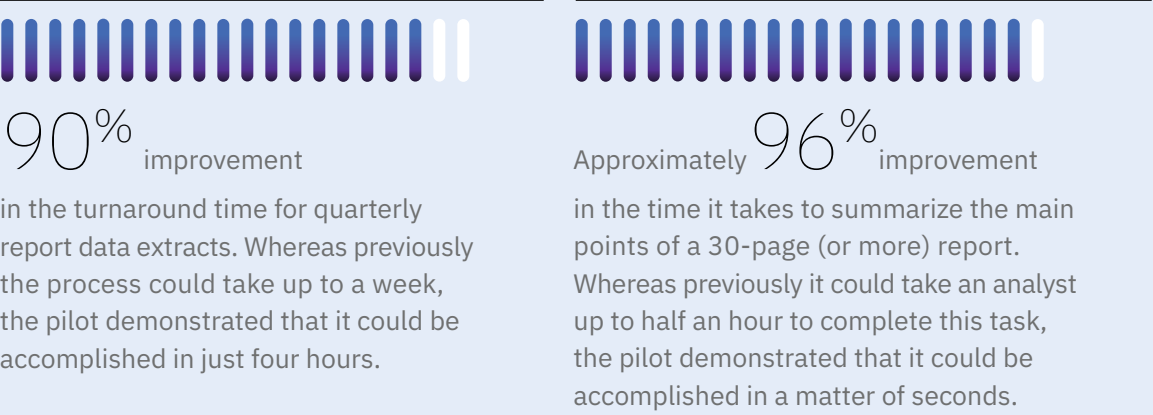 90% improvement
in the turnaround time for quarterly
report data extracts. Whereas previously
the process could take up to a week,
the pilot demonstrated that it could be
accomplished in just four hours.
Approximately 96% improvement
in the time it takes to summarize the main
points of a 30-page (or more) report.
Whereas previously it could take an analyst
up to half an hour to complete this task,
the pilot demonstrated that it could be
accomplished in a matter of seconds.